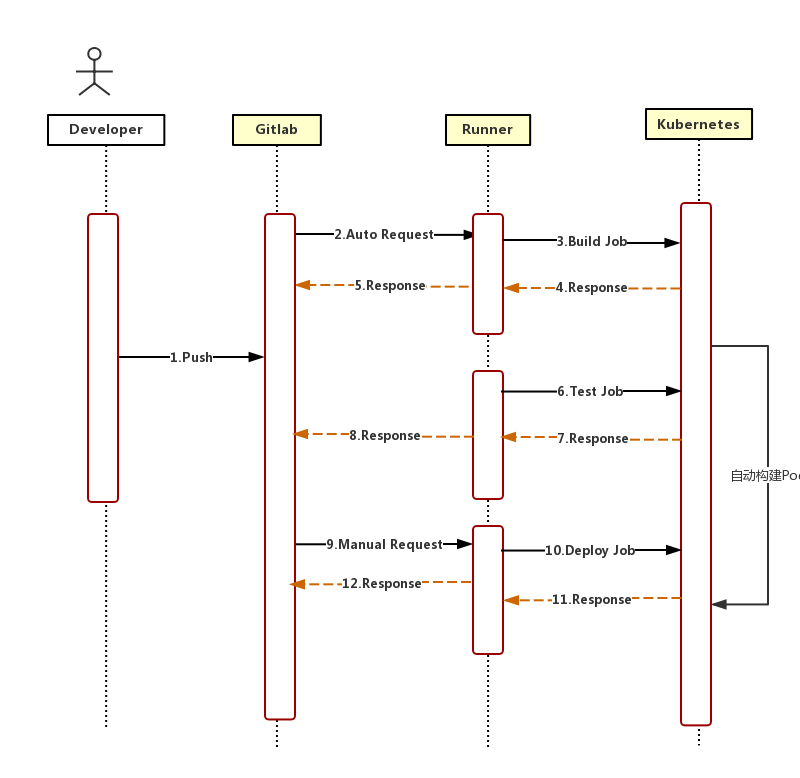 Developer
Gitlab
Runner
Kubernetes
2.Auto Request
3.Build Job
5.Response
4.Response
1.Push
6.Test Job
8.Response
7.Response
自动构建Pod
9.Manual Request
10.Deploy Job
12.Response
11.Response